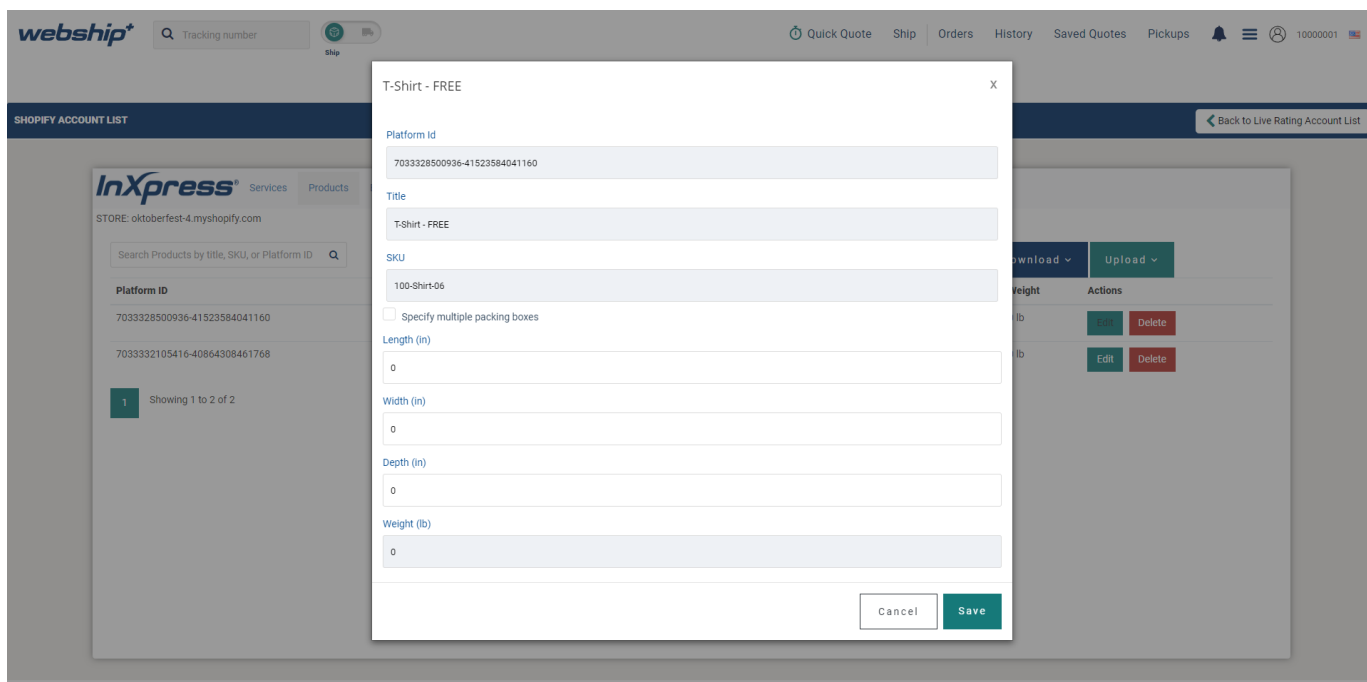 webship+
Tracking number
Ship
Quick Quote Ship Orders History Saved Quotes Pickups 10000001
SHOPIFY ACCOUNT LIST
Back to Live Rating Account List
InXpress® Services Products
STORE: oktoberfest-4.myshopify.com
Search Products by title, SKU, or Platform ID
Upload
Platform ID
Actions
7033328500936-41523584041160
lb
Edit Delete
7033332105416-40864308461768
lb
Edit Delete
1 Showing 1 to 2 of 2
T-Shirt - FREE
X
Platform Id
7033328500936-41523584041160
Title
T-Shirt - FREE
SKU
100-Shirt-06
Specify multiple packing boxes
Length (in)
0
Width (in)
0
Depth (in)
0
Weight (lb)
0
Cancel Save